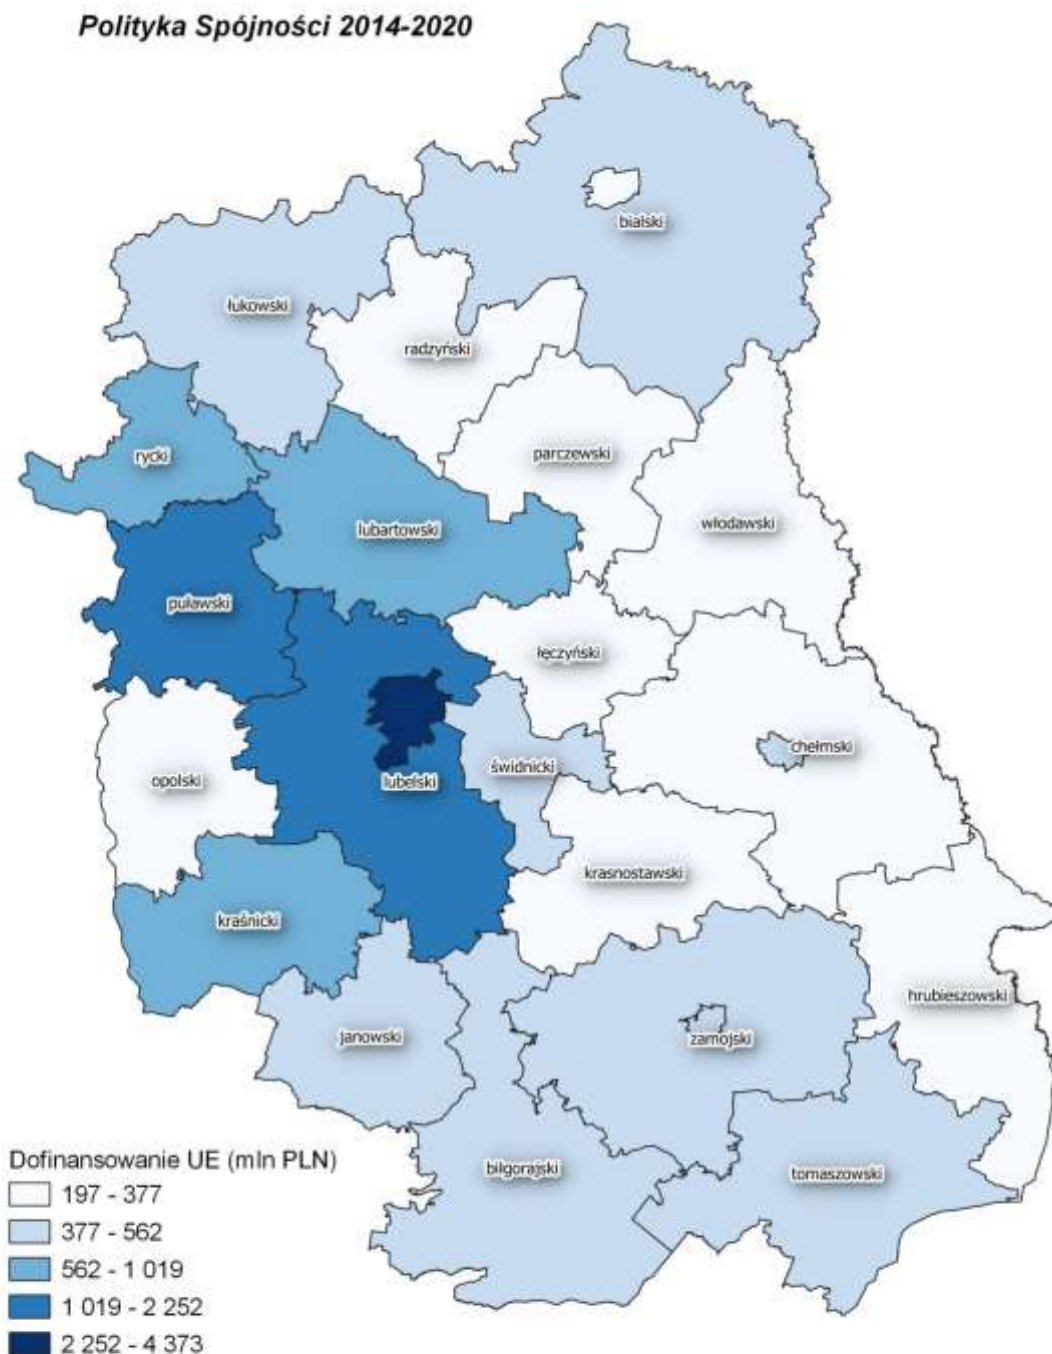 Polityka Spójności 2014-2020
bialski
łukowski
radzyński
rycki
parczewski
lubartowski
włodawski
puławski
łęczyński
opolski
lubelski
świdnicki
chełmski
krasnostawski
kraśnicki
hrubieszowski
janowski
zamojski
biłgorajski
tomaszowski
Dofinansowanie UE (mln PLN)
197 - 377
377 - 562
562 - 1 019
1 019 - 2 252
2 252 - 4 373